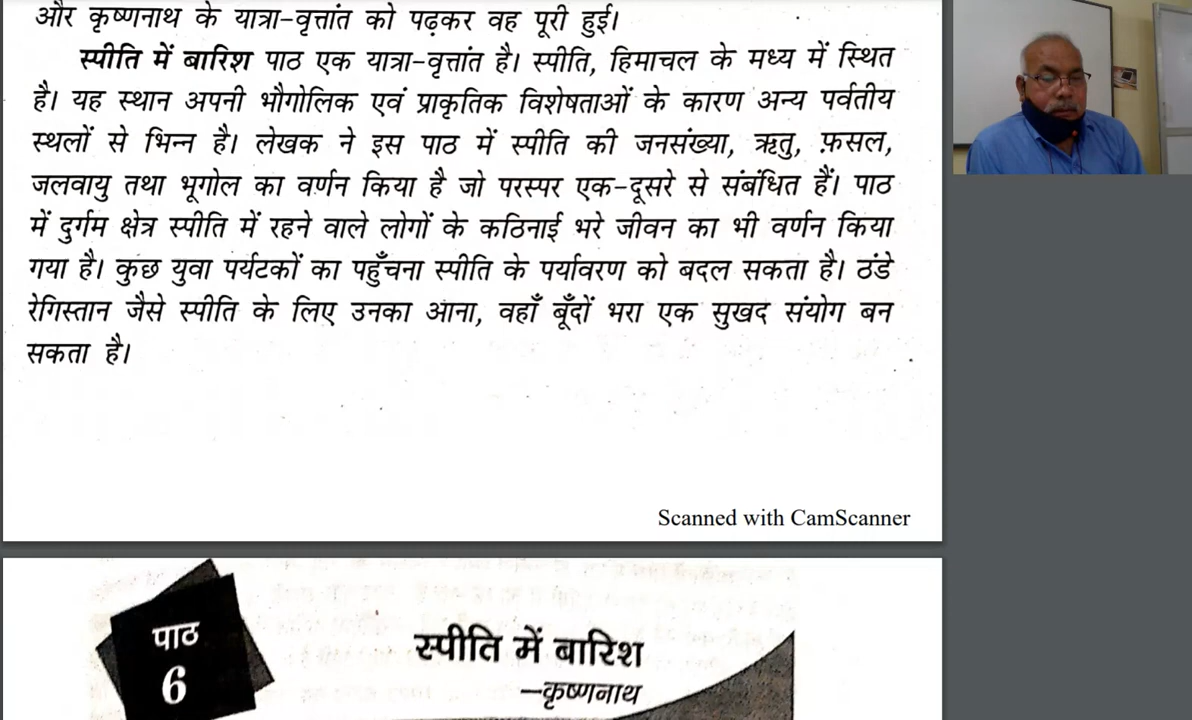 और कृष्णनाथ के यात्रा-वृत्तांत को पढ़कर वह पूरी हुई।
स्पीति में बारिश पाठ एक यात्रा-वृत्तांत है। स्पीति, हिमाचल के मध्य में स्थित
है। यह स्थान अपनी भौगोलिक एवं प्राकृतिक विशेषताओं के कारण अन्य पर्वतीय
स्थलों से भिन्न है। लेखक ने इस पाठ में स्पीति की जनसंख्या, ऋतु, फ़सल,
जलवायु तथा भूगोल का वर्णन किया है जो परस्पर एक-दूसरे से संबंधित हैं। पाठ
में दुर्गम क्षेत्र स्पीति में रहने वाले लोगों के कठिनाई भरे जीवन का भी वर्णन किया
गया है। कुछ युवा पर्यटकों का पहुँचना स्पीति के पर्यावरण को बदल सकता है। ठंडे
रेगिस्तान जैसे स्पीति के लिए उनका आना, वहाँ बूँदों भरा एक सुखद संयोग बन
सकता है।
Scanned with CamScanner
पाठ
6
स्पीति में बारिश
–कृष्णनाथ